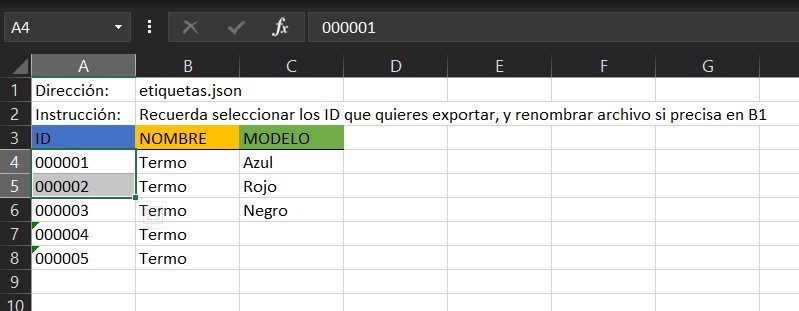 A4 fx 000001
A B C D E F G
1 Dirección: etiquetas.json
2 Instrucción: Recuerda seleccionar los ID que quieres exportar, y renombrar archivo si precisa en B1
3 ID NOMBRE MODELO
4 000001 Termo Azul
5 000002 Termo Rojo
6 000003 Termo Negro
7 000004 Termo
8 000005 Termo
9
10